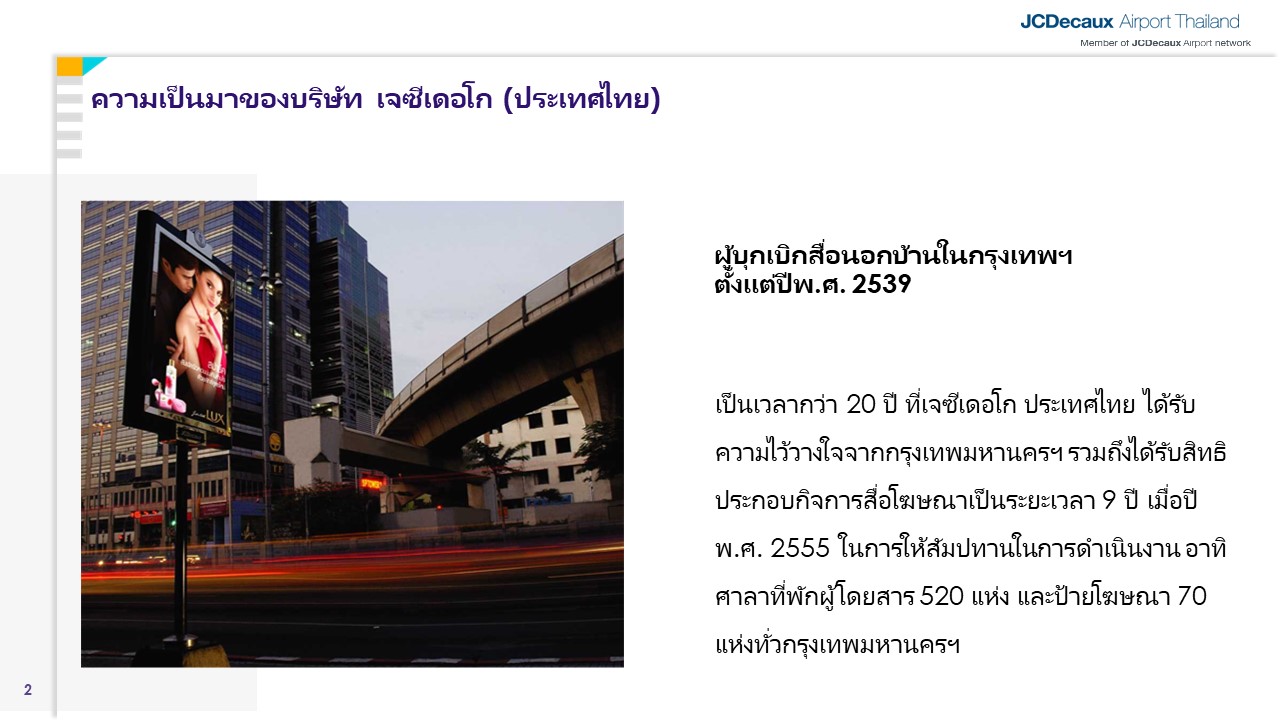 JCDecaux Airport Thailand
Member of JCDecaux Airport network
ความเป็นมาของบริษัท เจซีเดอโก (ประเทศไทย)
ผู้บุกเบิกสื่อนอกบ้านในกรุงเทพฯ
ตั้งแต่ปีพ.ศ. 2539
เป็นเวลากว่า 20 ปี ที่เจซีเดอโก ประเทศไทย ได้รับ
ความไว้วางใจจากกรุงเทพมหานครฯ รวมถึงได้รับสิทธิ
ประกอบกิจการสื่อโฆษณาเป็นระยะเวลา 9 ปี เมื่อปี
พ.ศ. 2555 ในการให้สัมปทานในการดำเนินงาน อาทิ
ศาลาที่พักผู้โดยสาร 520 แห่ง และป้ายโฆษณา 70
แห่งทั่วกรุงเทพมหานครฯ
LUX
2